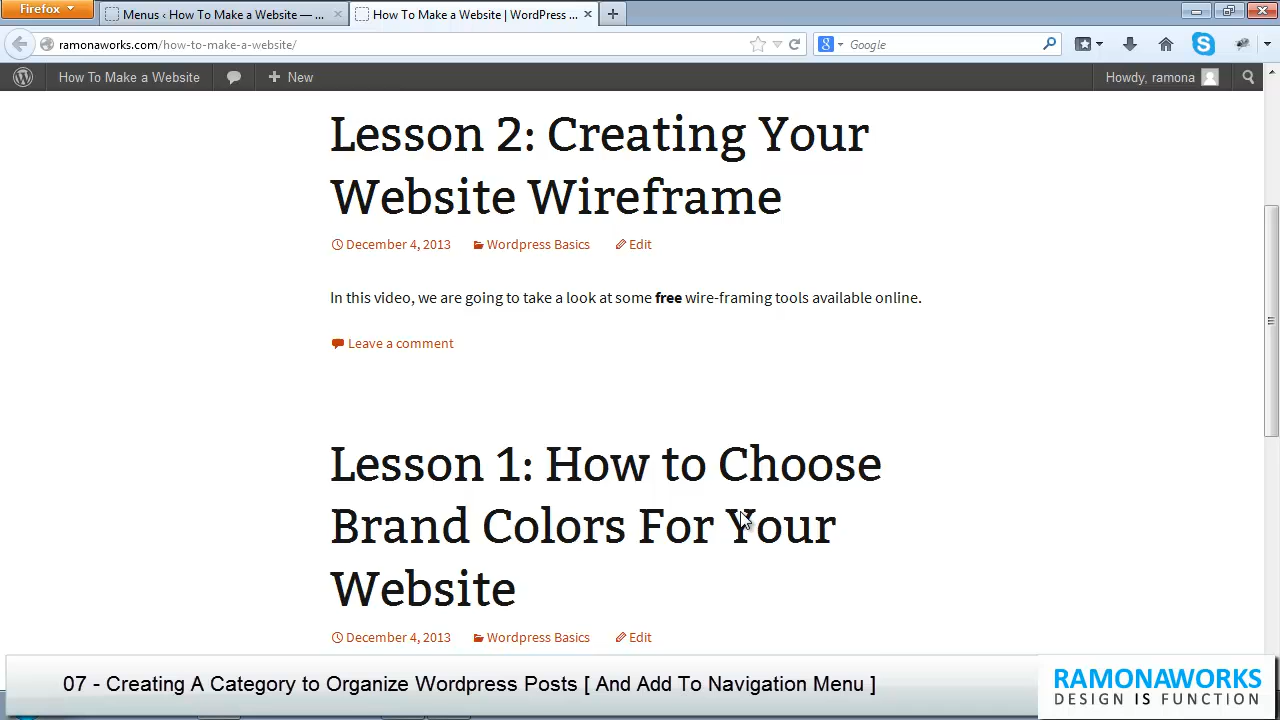 Firefox
Menus ‹ How To Make a Website — ...
How To Make a Website | WordPress ...
ramonaworks.com/how-to-make-a-website/
Google
How To Make a Website
New
Howdy, ramona
Lesson 2: Creating Your
Website Wireframe
December 4, 2013 Wordpress Basics Edit
In this video, we are going to take a look at some free wire-framing tools available online.
Leave a comment
Lesson 1: How to Choose
Brand Colors For Your
Website
December 4, 2013 Wordpress Basics Edit
07 - Creating A Category to Organize Wordpress Posts [ And Add To Navigation Menu ]
RAMONAWORKS
DESIGN IS FUNCTION